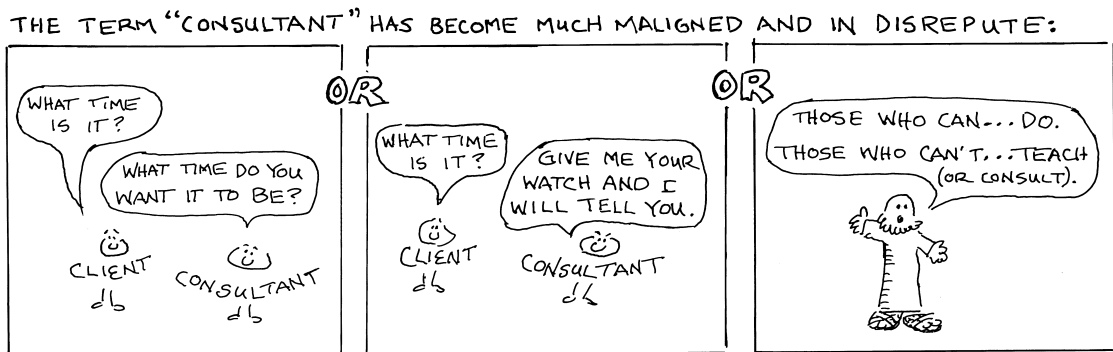 THE TERM "CONSULTANT" HAS BECOME MUCH MALIGNED AND IN DISREPUTE:
WHAT TIME
IS IT?
WHAT TIME DO YOU
WANT IT TO BE?
CLIENT
CONSULTANT
OR
WHAT TIME
IS IT?
GIVE ME YOUR
WATCH AND I
WILL TELL YOU.
CLIENT
CONSULTANT
OR
THOSE WHO CAN... DO.
THOSE WHO CAN'T... TEACH
(OR CONSULT).